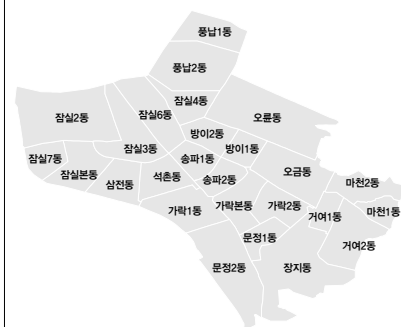 풍납1동
풍납2동
잠실4동
잠실2동
잠실6동
오륜동
방이2동
잠실3동
방이1동
송파1동
잠실7동
잠실본동
석촌동
송파2동
오금동
삼전동
마천2동
가락1동
가락본동
가락2동
거여1동
마천1동
문정1동
거여2동
문정2동
장지동